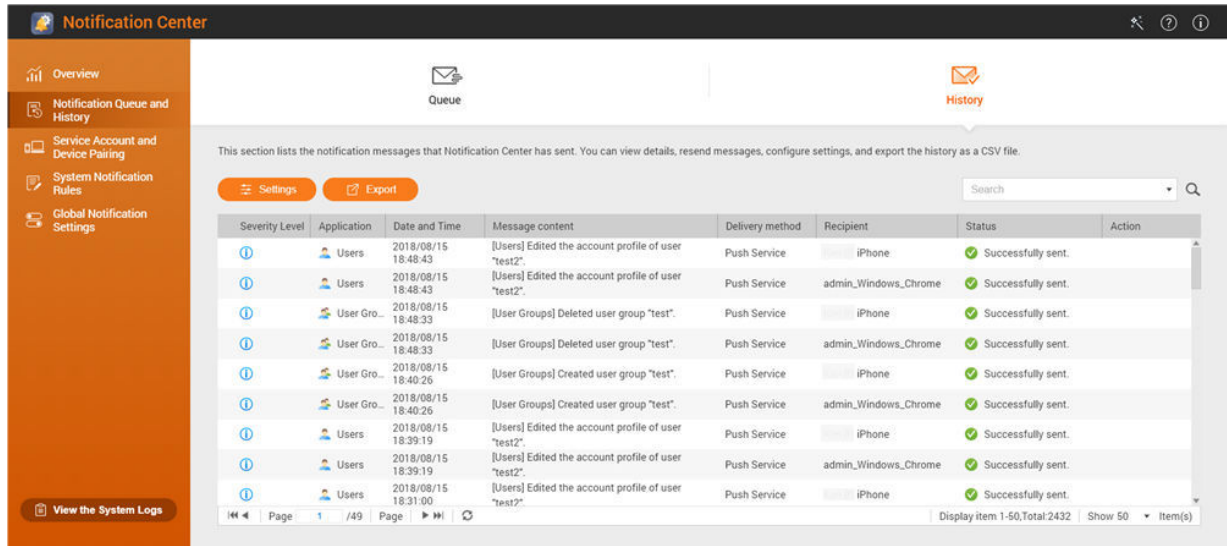 Notification Center
Overview
Notification Queue and
History
Service Account and
Device Pairing
System Notification
Rules
Global Notification
Settings
View the System Logs
Queue
History
This section lists the notification messages that Notification Center has sent. You can view details, resend messages, configure settings, and export the history as a CSV file.
Settings
Export
Search
Severity Level Application Date and Time Message content Delivery method Recipient Status Action
Users 2018/08/15 18:48:43 [Users] Edited the account profile of user "test2". Push Service iPhone Successfully sent.
Users 2018/08/15 18:48:43 [Users] Edited the account profile of user "test2". Push Service admin_Windows_Chrome Successfully sent.
User Gro... 2018/08/15 18:48:33 [User Groups] Deleted user group "test". Push Service iPhone Successfully sent.
User Gro... 2018/08/15 18:48:33 [User Groups] Deleted user group "test". Push Service admin_Windows_Chrome Successfully sent.
User Gro... 2018/08/15 18:40:26 [User Groups] Created user group "test". Push Service iPhone Successfully sent.
User Gro... 2018/08/15 18:40:26 [User Groups] Created user group "test". Push Service admin_Windows_Chrome Successfully sent.
Users 2018/08/15 18:39:19 [Users] Edited the account profile of user "test2". Push Service iPhone Successfully sent.
Users 2018/08/15 18:39:19 [Users] Edited the account profile of user "test2". Push Service admin_Windows_Chrome Successfully sent.
Users 2018/08/15 18:31:00 [Users] Edited the account profile of user "test2". Push Service iPhone Successfully sent.
Page 1 /49 Page Display item 1-50,Total:2432 Show 50 Item(s)